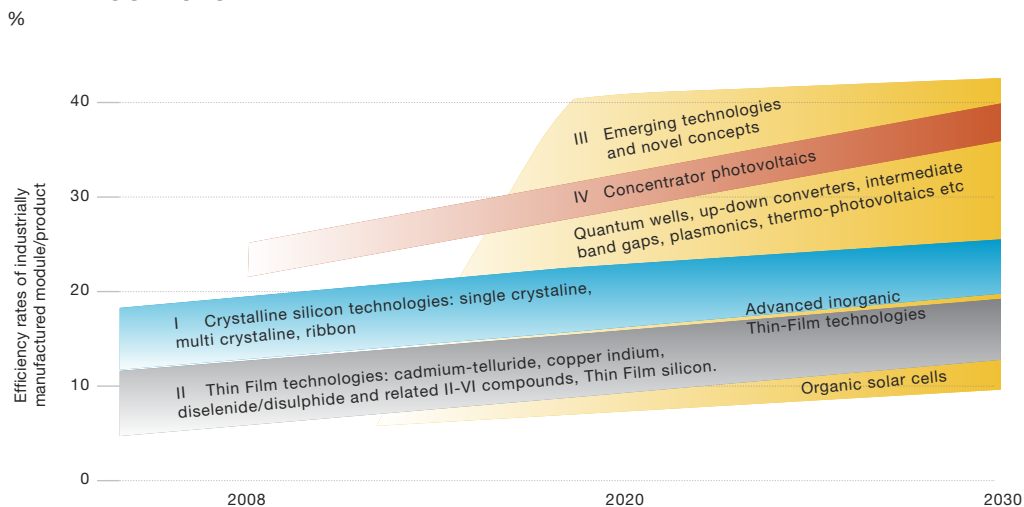 %
40
30
20
10
0
Efficiency rates of industrially
manufactured module/product
III Emerging technologies
and novel concepts
IV Concentrator photovoltaics
Quantum wells, up-down converters, intermediate
band gaps, plasmonics, thermo-photovoltaics etc
I Crystalline silicon technologies: single crystaline,
multi crystaline, ribbon
Advanced inorganic
Thin-Film technologies
II Thin Film technologies: cadmium-telluride, copper indium,
diselenide/disulphide and related II-VI compounds, Thin Film silicon.
Organic solar cells
2008
2020
2030